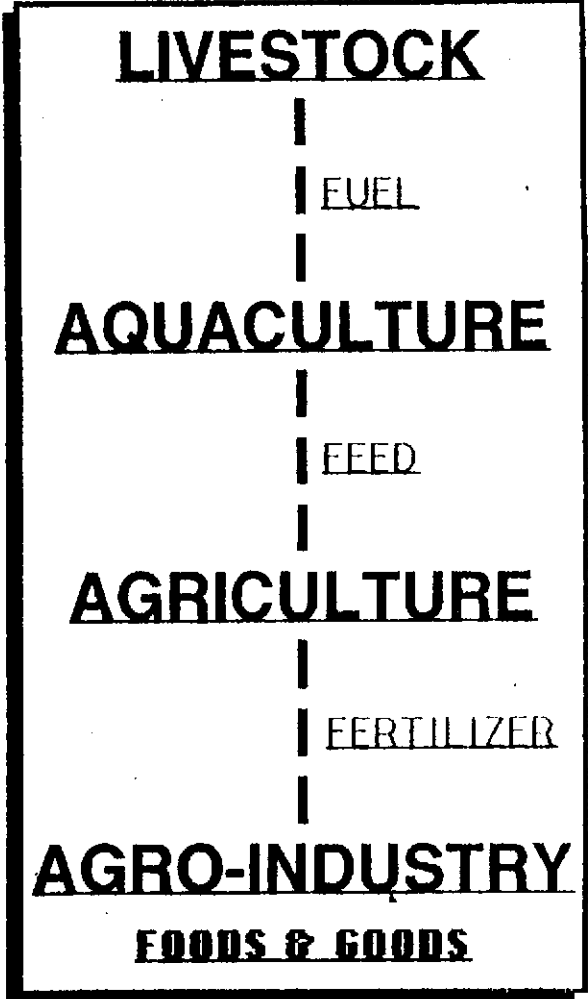 LIVESTOCK
FUEL
AQUACULTURE
FEED
AGRICULTURE
FERTILIZER
AGRO-INDUSTRY
FOODS & GOODS